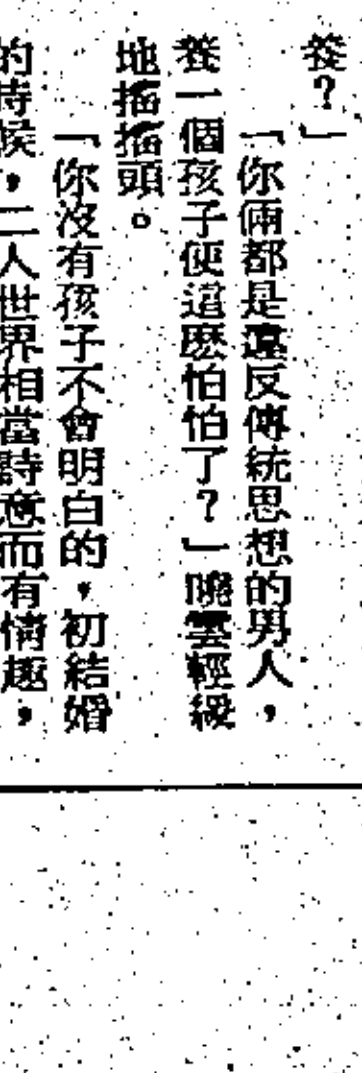 養？」
「你倆都是違反傳統思想的男人，
養一個孩子便這麽怕怕了？」曉雲輕緩
地搖搖頭。
「你沒有孩子不會明白的，初結婚
的時候，二人世界相當詩意而有情趣，